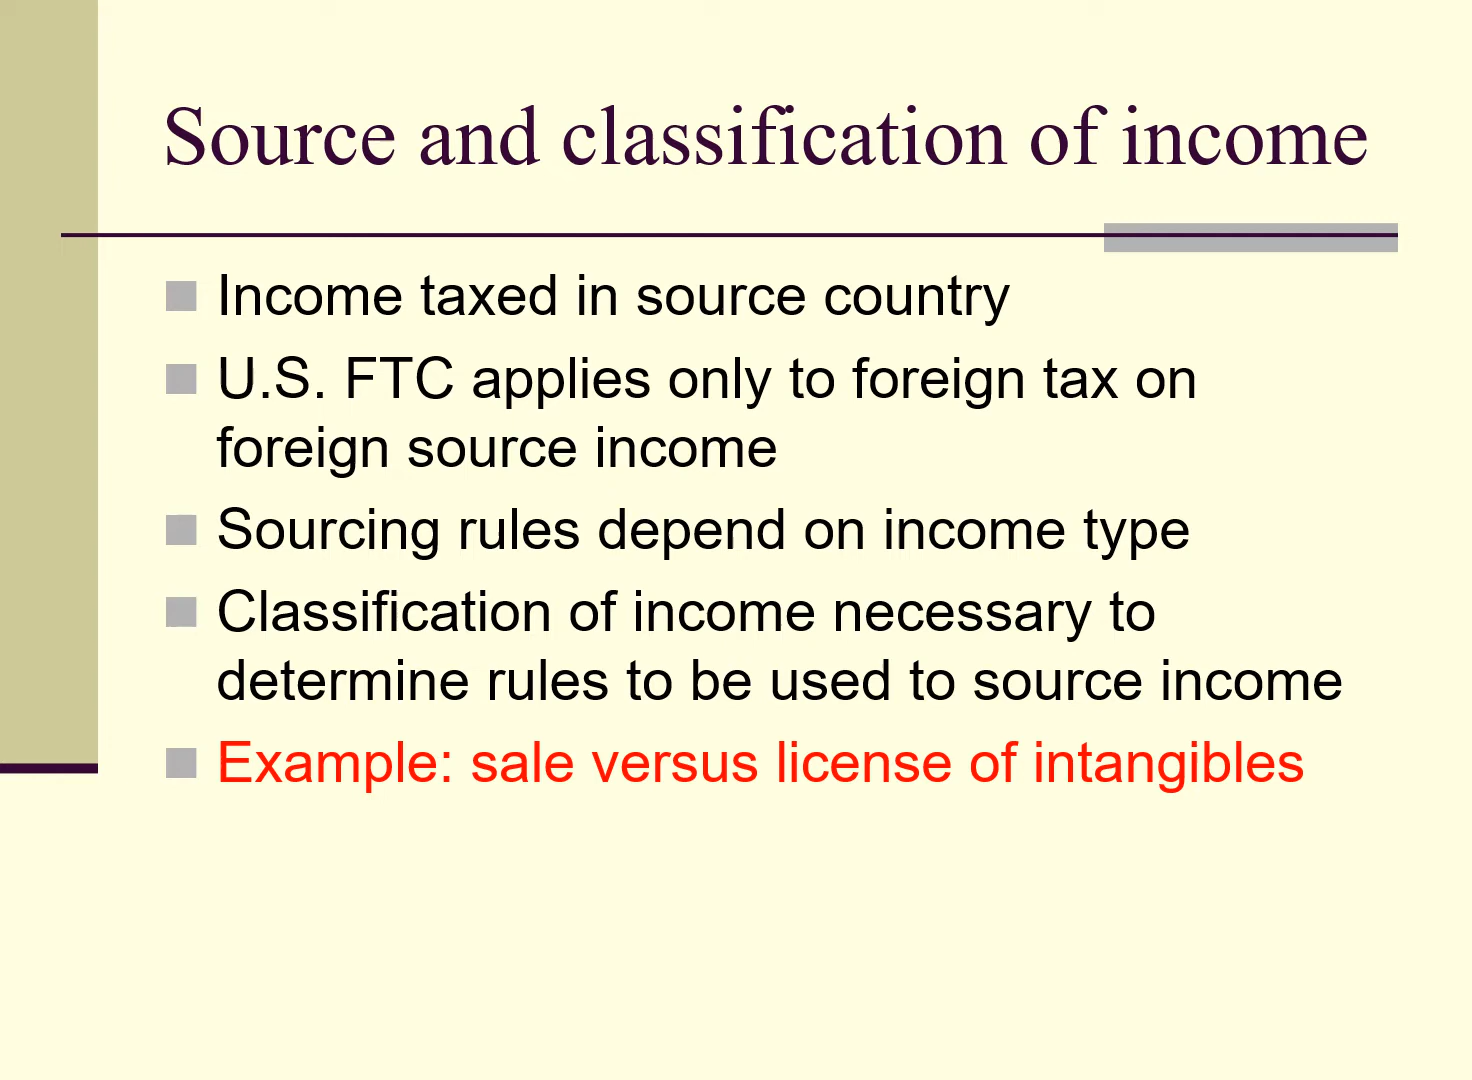 Source and classification of income
Income taxed in source country
U.S. FTC applies only to foreign tax on
foreign source income
Sourcing rules depend on income type
Classification of income necessary to
determine rules to be used to source income
Example: sale versus license of intangibles